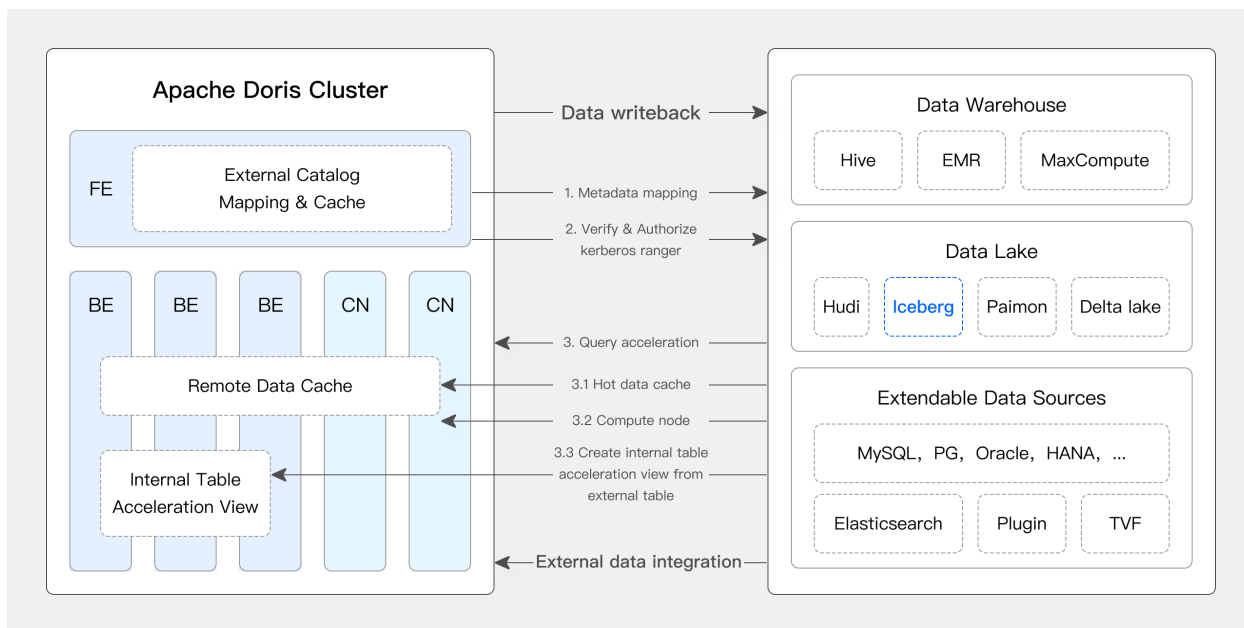 Apache Doris Cluster
FE
External Catalog
Mapping & Cache
BE
BE
BE
CN
CN
Remote Data Cache
Internal Table
Acceleration View
Data writeback
1. Metadata mapping
2. Verify & Authorize
kerberos ranger
3. Query acceleration
3.1 Hot data cache
3.2 Compute node
3.3 Create internal table
acceleration view from
external table
External data integration
Data Warehouse
Hive
EMR
MaxCompute
Data Lake
Hudi
Iceberg
Paimon
Delta lake
Extendable Data Sources
MySQL, PG, Oracle, HANA, ...
Elasticsearch
Plugin
TVF